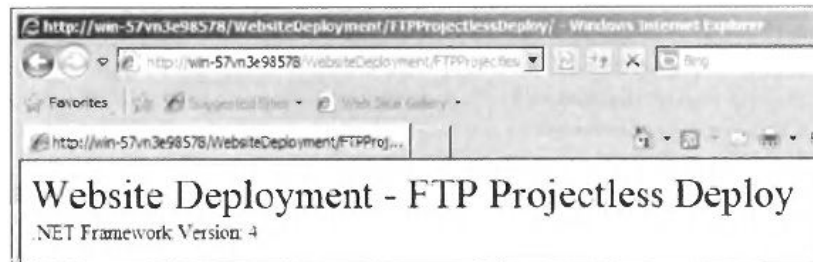 http://win-57vn3e98578/WebsiteDeployment/FTPProjectlessDeploy/ - Windows Internet Explorer
http://win-57vn3e98578/WebsiteDeployment/FTPProjectless
Bing
Favorites Suggested Sites Web Slice Gallery
http://win-57vn3e98578/WebsiteDeployment/FTPProj...
Website Deployment - FTP Projectless Deploy
.NET Framework Version: 4